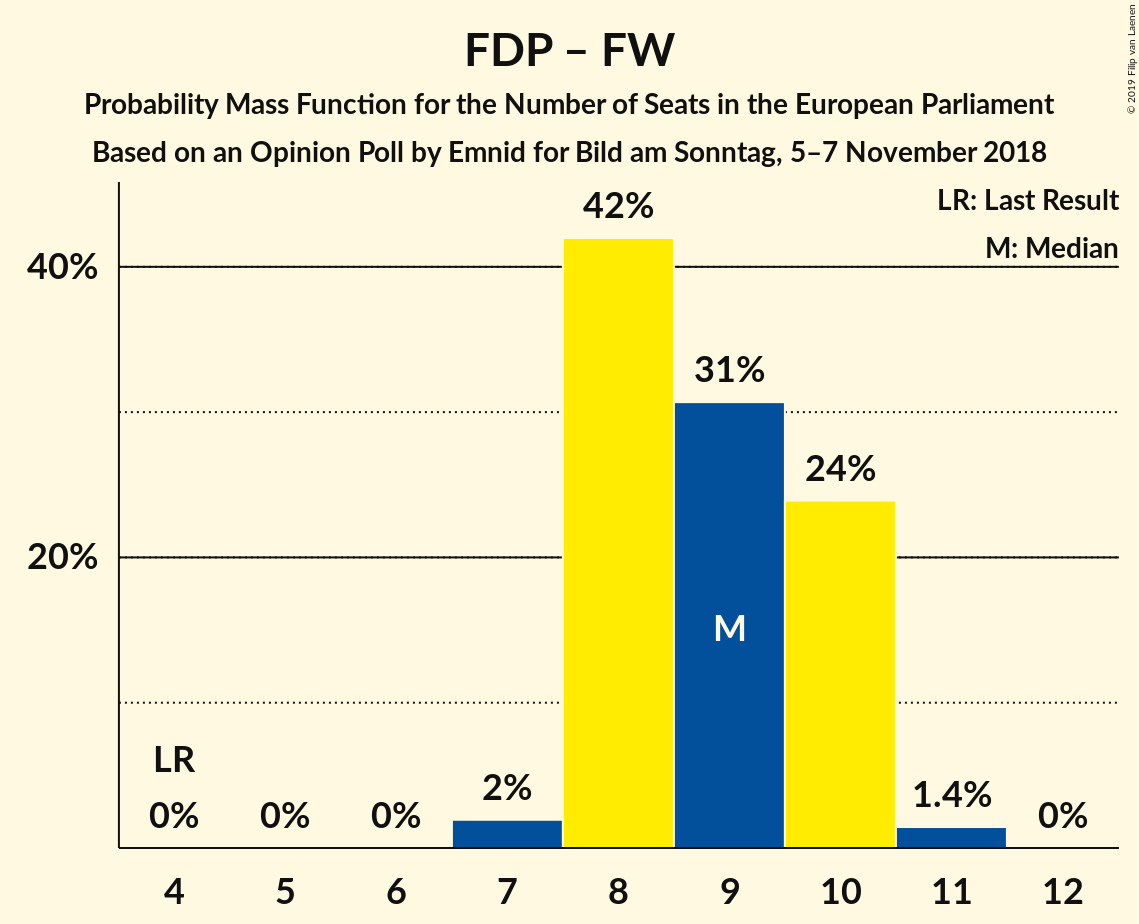 FDP – FW
Probability Mass Function for the Number of Seats in the European Parliament
Based on an Opinion Poll by Emnid for Bild am Sonntag, 5–7 November 2018
© 2019 Filip van Laenen
LR: Last Result
M: Median
40%
20%
42%
31%
24%
M
LR
0%
0%
0%
2%
1.4%
0%
4 5 6 7 8 9 10 11 12